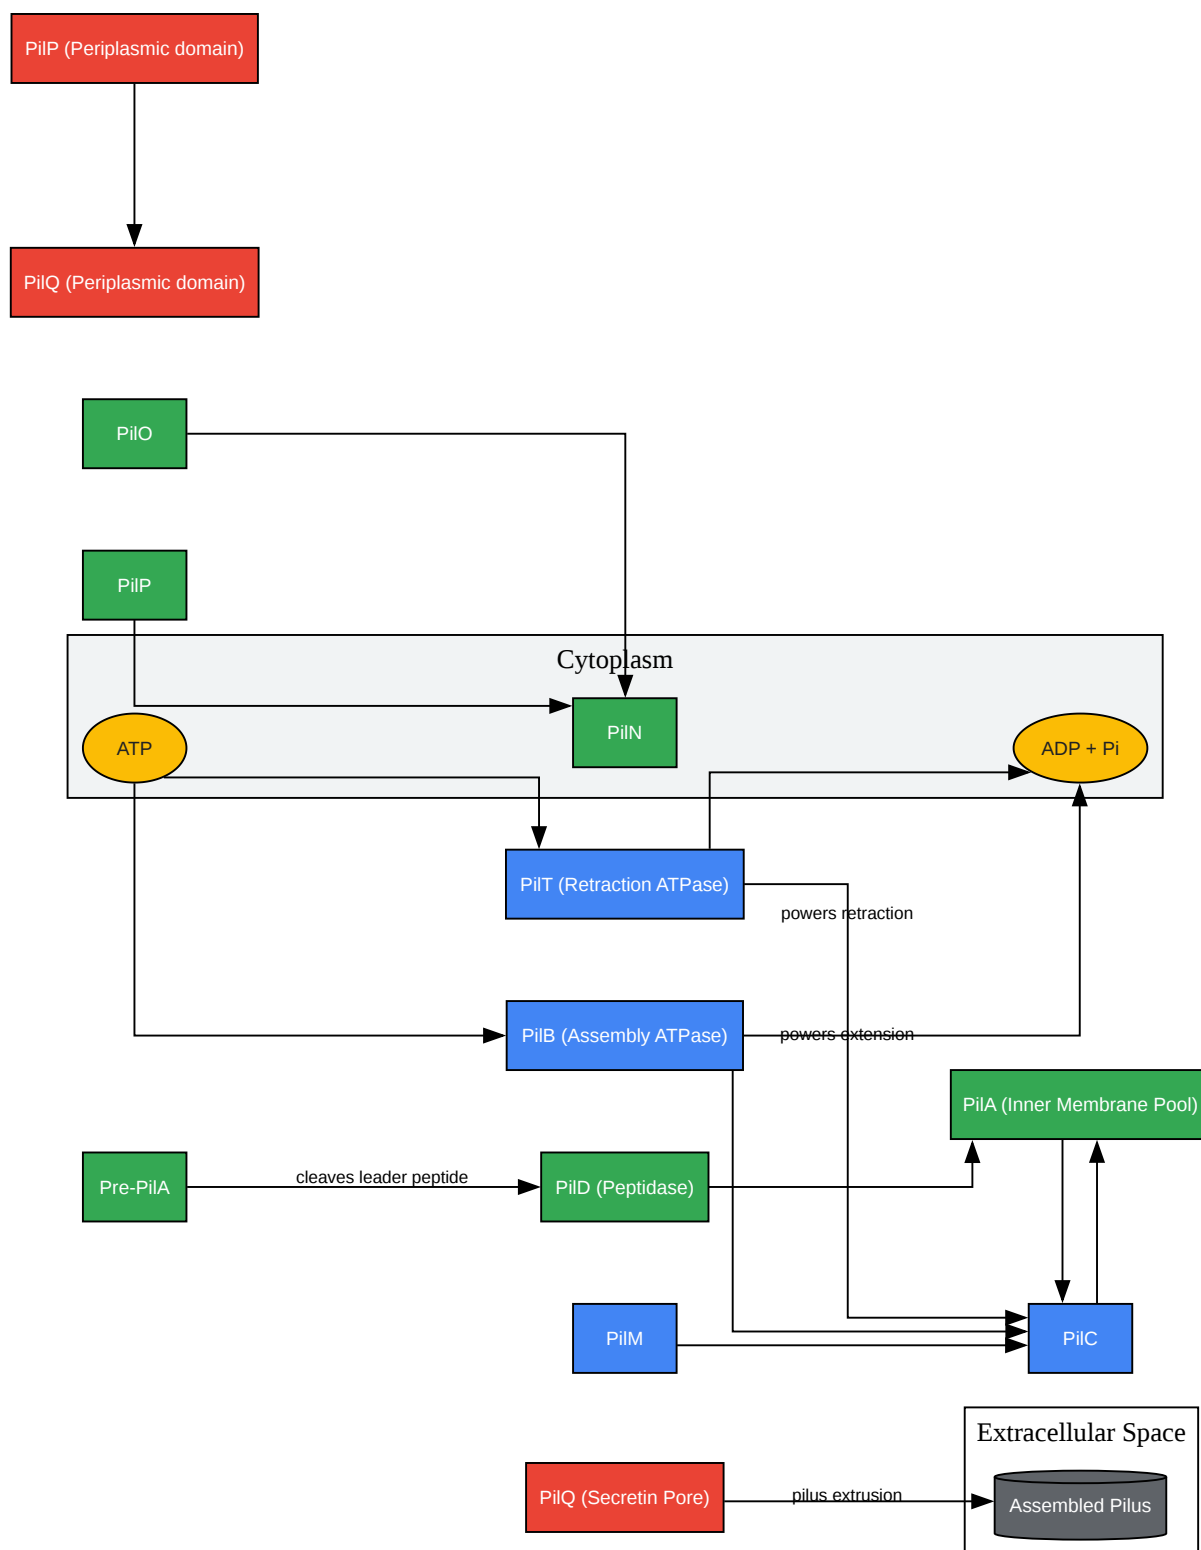 PilP (Periplasmic domain)
PilQ (Periplasmic domain)
PilO
PilP
Cytoplasm
PilN
ATP
ADP + Pi
PilT (Retraction ATPase)
powers retraction
PilB (Assembly ATPase)
powers extension
PilA (Inner Membrane Pool)
Pre-PilA
cleaves leader peptide
PilD (Peptidase)
PilM
PilC
Extracellular Space
PilQ (Secretin Pore)
pilus extrusion
Assembled Pilus